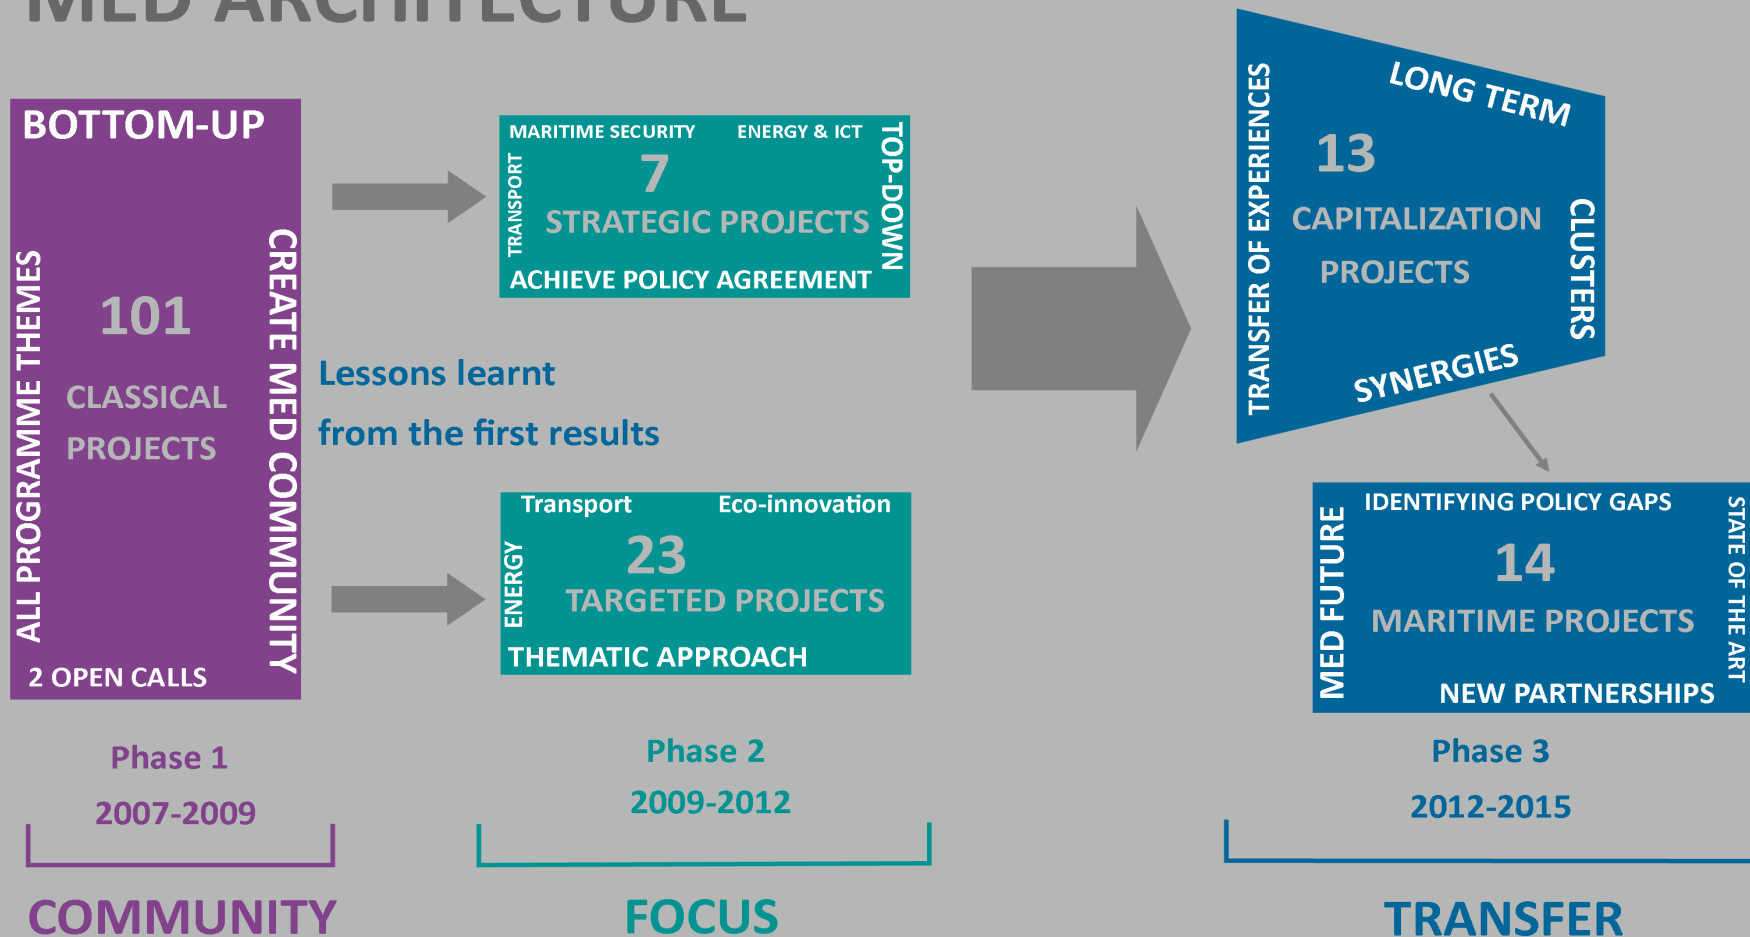 MED ARCHITECTURE
BOTTOM-UP
ALL PROGRAMME THEMES
101
CLASSICAL
PROJECTS
CREATE MED COMMUNITY
2 OPEN CALLS
Lessons learnt
from the first results
MARITIME SECURITY ENERGY & ICT
TRANSPORT
7
STRATEGIC PROJECTS
TOP-DOWN
ACHIEVE POLICY AGREEMENT
Transport Eco-innovation
ENERGY
23
TARGETED PROJECTS
THEMATIC APPROACH
TRANSFER OF EXPERIENCES
LONG TERM
13
CAPITALIZATION
PROJECTS
CLUSTERS
SYNERGIES
MED FUTURE
IDENTIFYING POLICY GAPS
14
MARITIME PROJECTS
STATE OF THE ART
NEW PARTNERSHIPS
Phase 1
2007-2009
COMMUNITY
Phase 2
2009-2012
FOCUS
Phase 3
2012-2015
TRANSFER